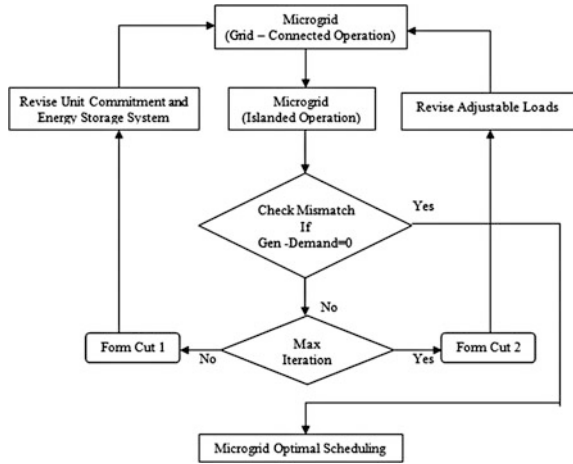 Microgrid
(Grid – Connected Operation)
Revise Unit Commitment and
Energy Storage System
Microgrid
(Islanded Operation)
Revise Adjustable Loads
Check Mismatch
If
Gen -Demand=0
Yes
No
Form Cut 1
No
Max
Iteration
Yes
Form Cut 2
Microgrid Optimal Scheduling